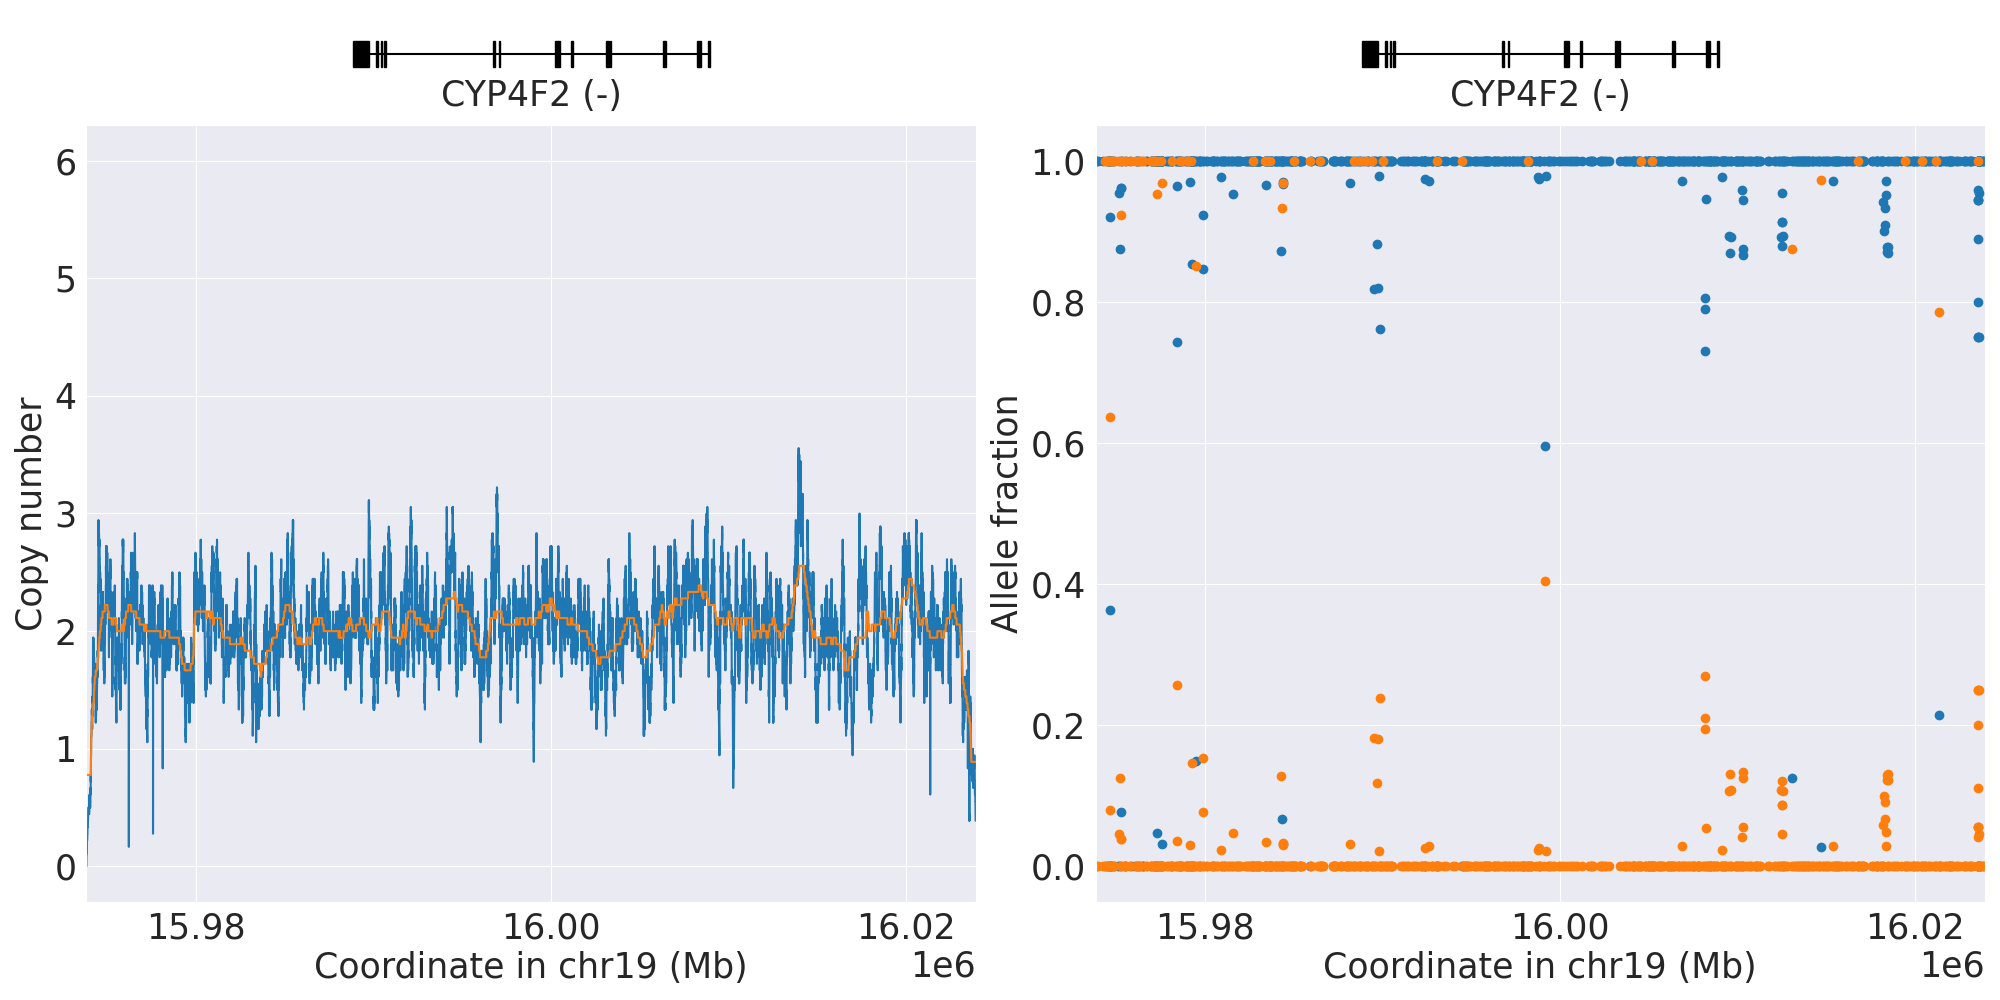 CYP4F2 (-)
6
5
4
3
2
1
0
Copy number
15.98
16.00
16.02
Coordinate in chr19 (Mb)
1e6
CYP4F2 (-)
1.0
0.8
0.6
0.4
0.2
0.0
Allele fraction
15.98
16.00
16.02
Coordinate in chr19 (Mb)
1e6